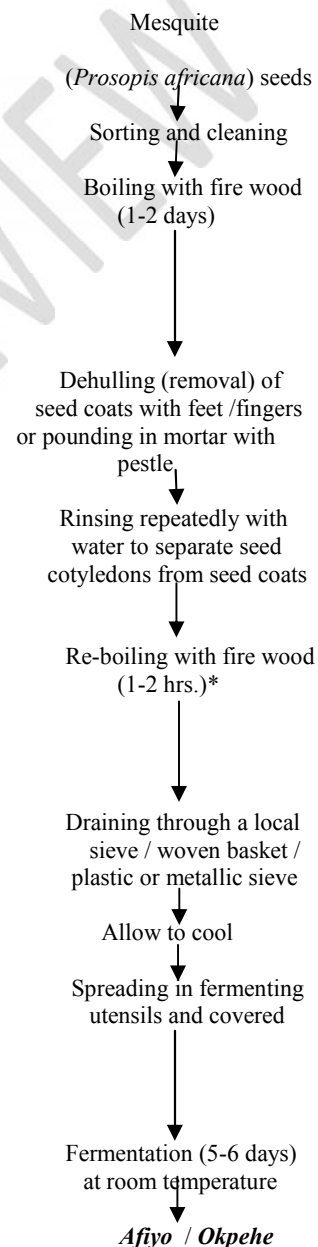 Mesquite
(Prosopis africana) seeds
Sorting and cleaning
Boiling with fire wood
(1-2 days)
Dehulling (removal) of
seed coats with feet /fingers
or pounding in mortar with
pestle
Rinsing repeatedly with
water to separate seed
cotyledons from seed coats
Re-boiling with fire wood
(1-2 hrs.)*
Draining through a local
sieve / woven basket /
plastic or metallic sieve
Allow to cool
Spreading in fermenting
utensils and covered
Fermentation (5-6 days)
at room temperature
Afiyo / Okpehe